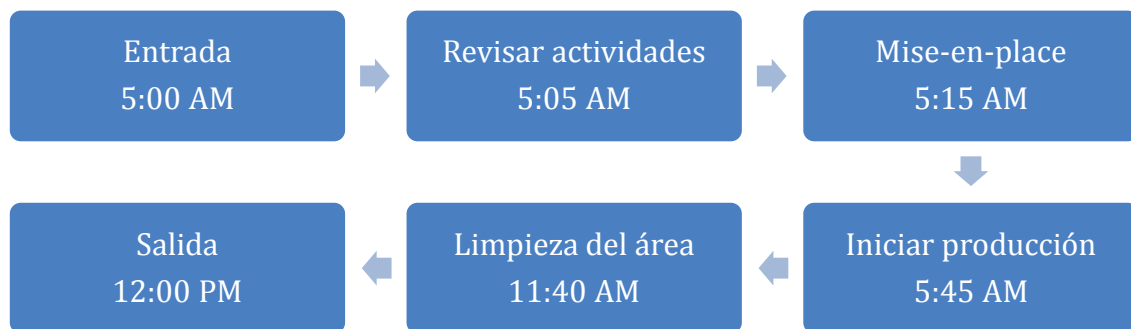 Entrada
5:00 AM
Revisar actividades
5:05 AM
Mise-en-place
5:15 AM
Iniciar producción
5:45 AM
Limpieza del área
11:40 AM
Salida
12:00 PM